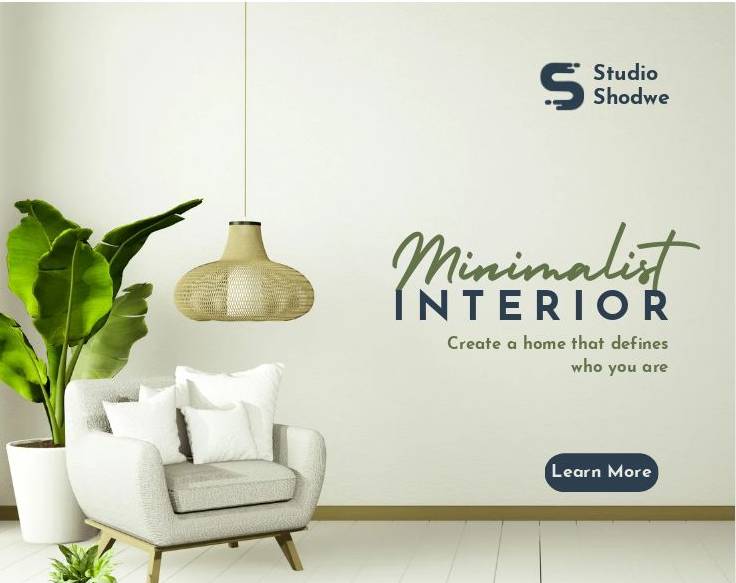 Studio
Shodwe
Minimalist
INTERIOR
Create a home that defines
who you are
Learn More